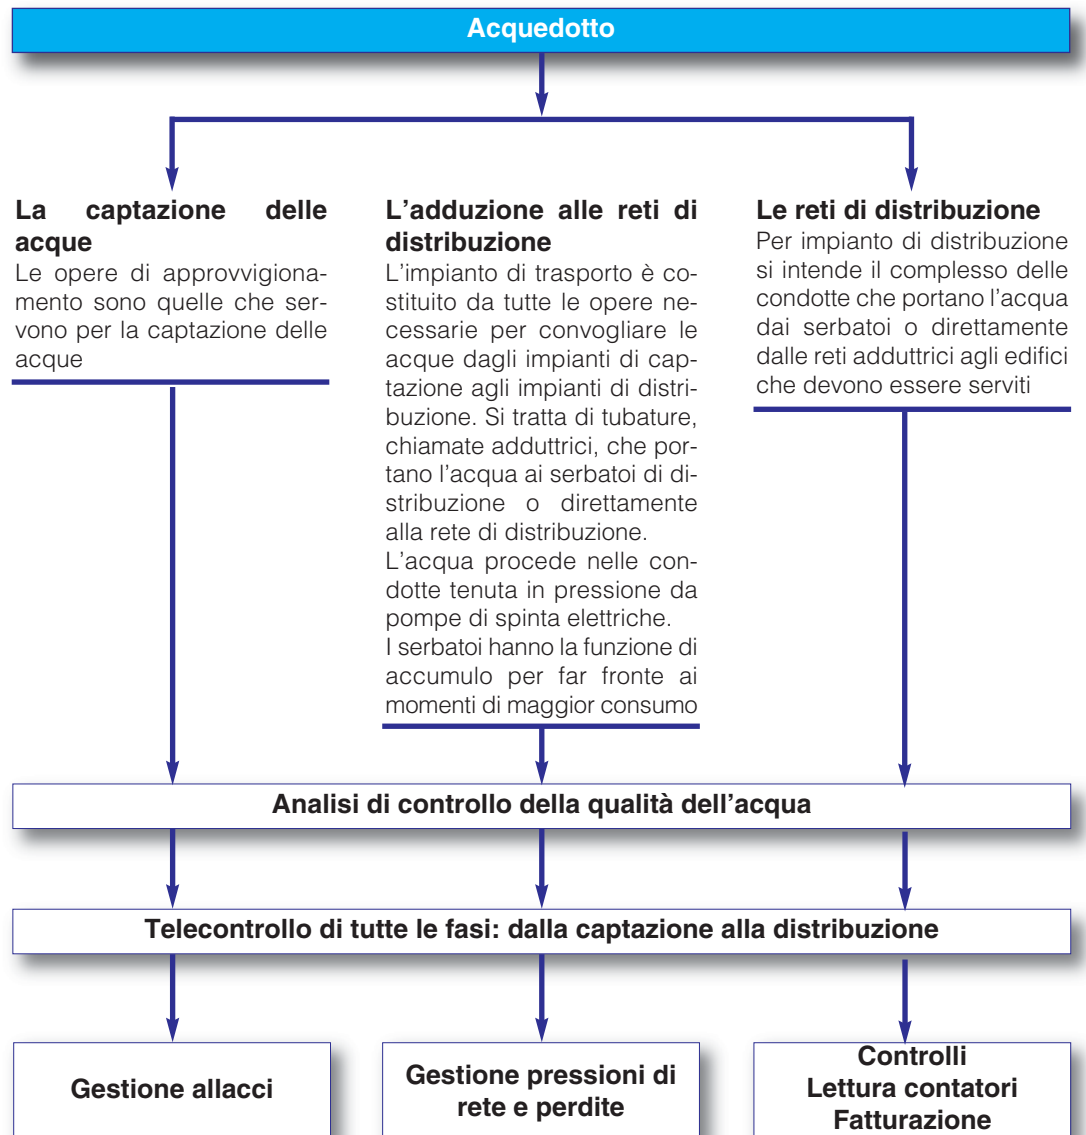 Acquedotto
La captazione delle
acque
Le opere di approvvigiona-
mento sono quelle che ser-
vono per la captazione delle
acque
L'adduzione alle reti di
distribuzione
L'impianto di trasporto è co-
stituito da tutte le opere ne-
cessarie per convogliare le
acque dagli impianti di cap-
tazione agli impianti di distri-
buzione. Si tratta di tubature,
chiamate adduttrici, che por-
tano l'acqua ai serbatoi di di-
stribuzione o direttamente
alla rete di distribuzione.
L'acqua procede nelle con-
dotte tenuta in pressione da
pompe di spinta elettriche.
I serbatoi hanno la funzione di
accumulo per far fronte ai
momenti di maggior consumo
Le reti di distribuzione
Per impianto di distribuzione
si intende il complesso delle
condotte che portano l'acqua
dai serbatoi o direttamente
dalle reti adduttrici agli edifici
che devono essere serviti
Analisi di controllo della qualità dell'acqua
Telecontrollo di tutte le fasi: dalla captazione alla distribuzione
Gestione allacci
Gestione pressioni di
rete e perdite
Controlli
Lettura contatori
Fatturazione